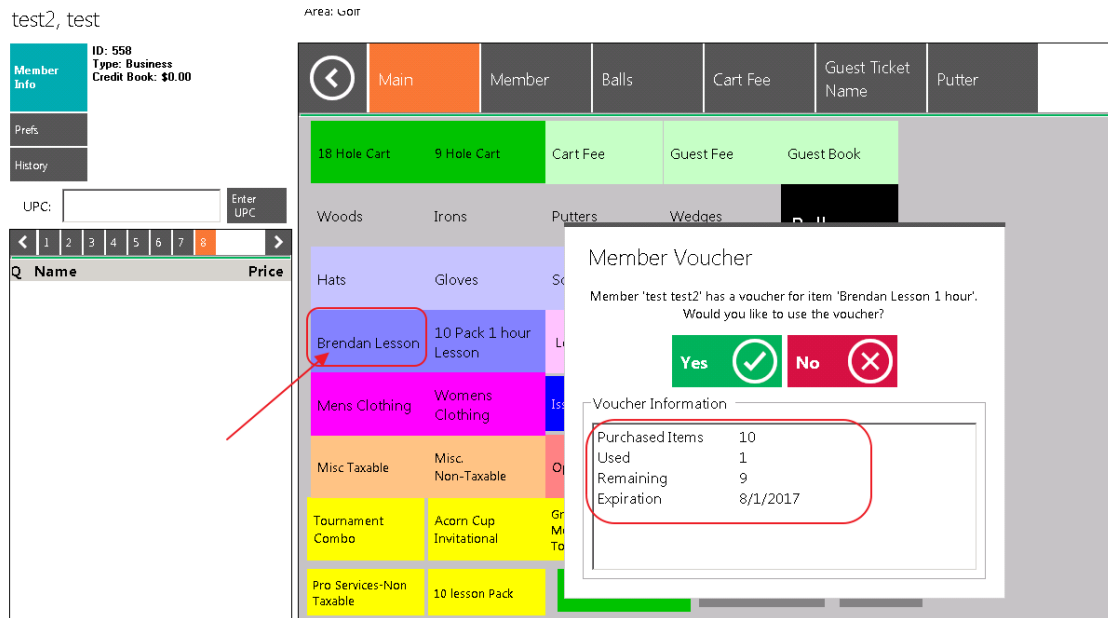 test2, test
Area: Golf
Member
Info
ID: 558
Type: Business
Credit Book: $0.00
Prefs
History
UPC:
Enter
UPC
1 2 3 4 5 6 7 8
Q Name Price
Main
Member
Balls
Cart Fee
Guest Ticket
Name
Putter
18 Hole Cart
9 Hole Cart
Cart Fee
Guest Fee
Guest Book
Woods
Irons
Putters
Wedges
Hats
Gloves
Brendan Lesson
10 Pack 1 hour
Lesson
Mens Clothing
Womens
Clothing
Misc Taxable
Misc.
Non-Taxable
Tournament
Combo
Acorn Cup
Invitational
Pro Services-Non
Taxable
10 lesson Pack
Member Voucher
Member 'test test2' has a voucher for item 'Brendan Lesson 1 hour'.
Would you like to use the voucher?
Yes
No
Voucher Information
Purchased Items 10
Used 1
Remaining 9
Expiration 8/1/2017